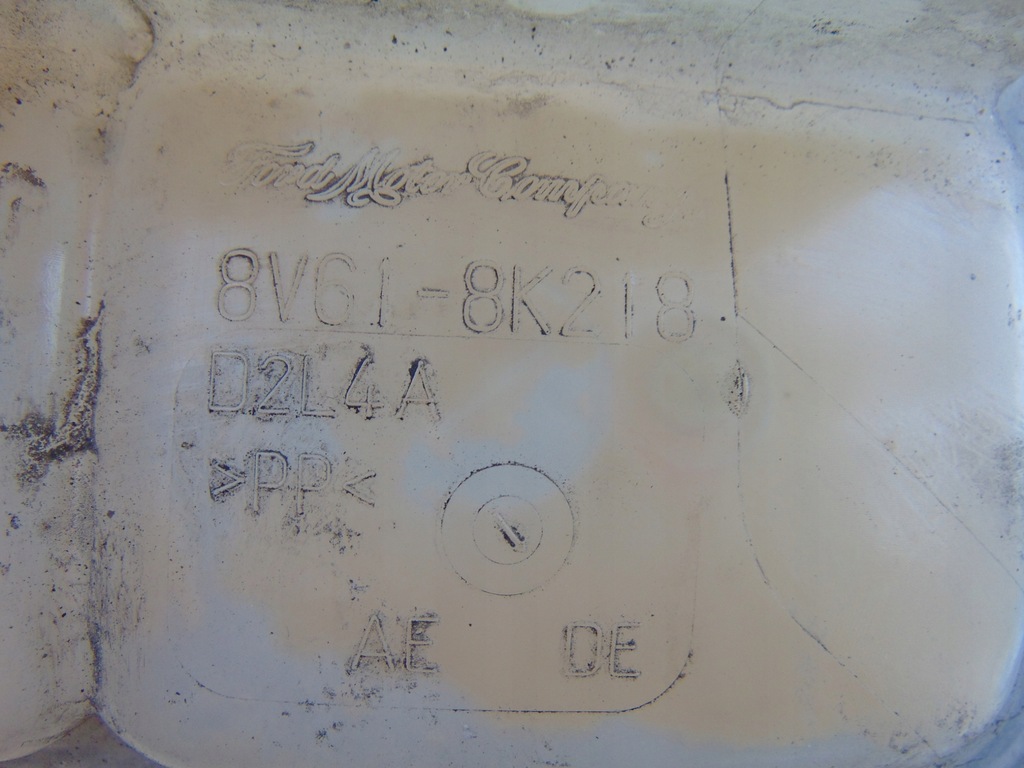 Ford Motor Company
8V61-8K218
D2L4A
>PP<
AE DE